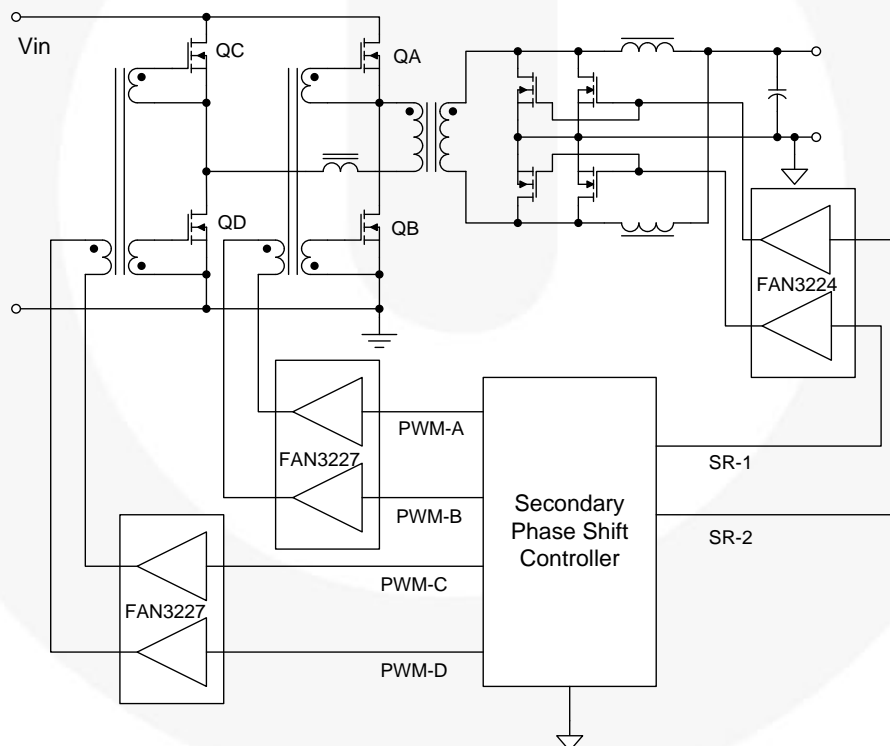 Vin
QC
QA
QD
QB
FAN3224
PWM-A
FAN3227
PWM-B
SR-1
Secondary
Phase Shift
Controller
SR-2
PWM-C
FAN3227
PWM-D